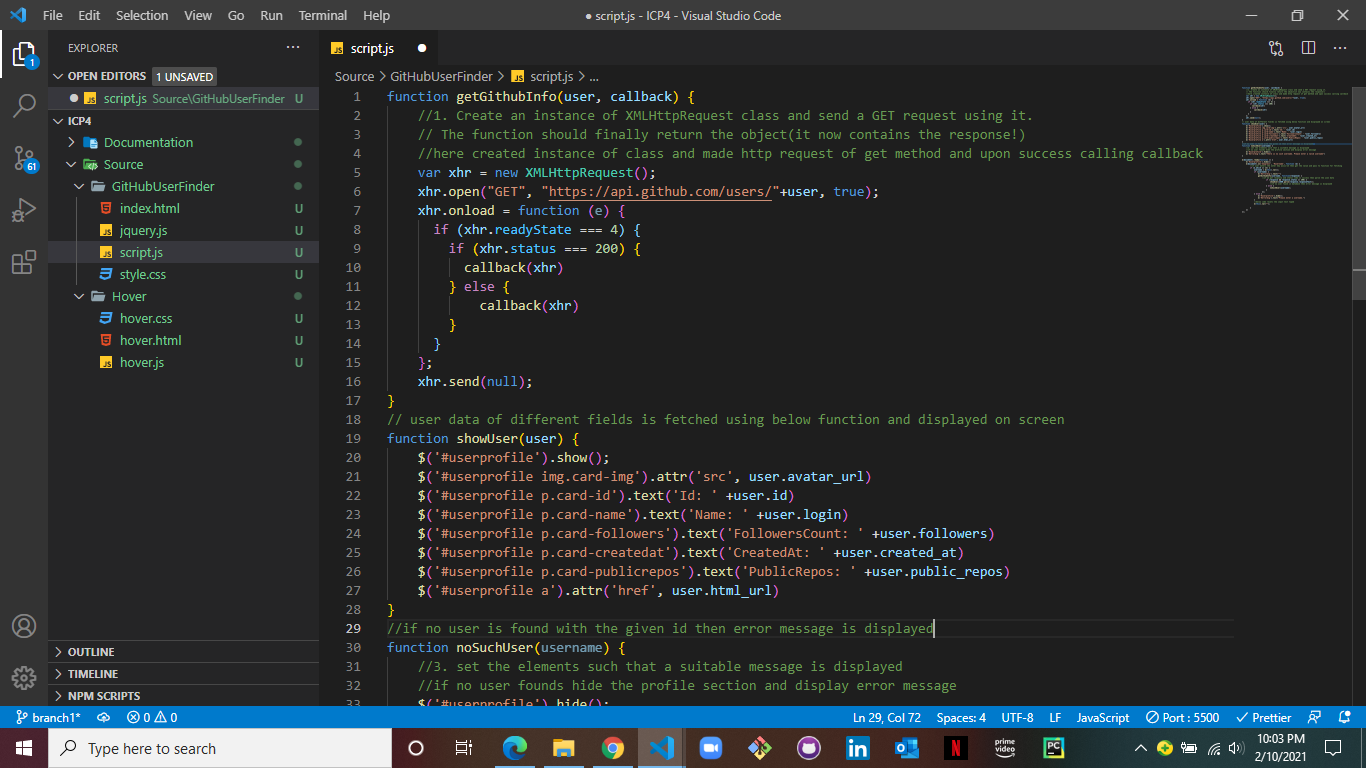 File Edit Selection View Go Run Terminal Help
● script.js - ICP4 - Visual Studio Code
EXPLORER
OPEN EDITORS 1 UNSAVED
script.js Source\GitHubUserFinder U
ICP4
Documentation
Source
GitHubUserFinder
index.html U
jquery.js U
script.js U
style.css U
Hover
hover.css U
hover.html U
hover.js U
OUTLINE
TIMELINE
NPM SCRIPTS
1
61
JS script.js
Source > GitHubUserFinder > JS script.js > ...
1 function getGithubInfo(user, callback) {
2 //1. Create an instance of XMLHttpRequest class and send a GET request using it.
3 // The function should finally return the object(it now contains the response!)
4 //here created instance of class and made http request of get method and upon success calling callback
5 var xhr = new XMLHttpRequest();
6 xhr.open("GET", "https://api.github.com/users/"+user, true);
7 xhr.onload = function (e) {
8 if (xhr.readyState === 4) {
9 if (xhr.status === 200) {
10 callback(xhr)
11 } else {
12 callback(xhr)
13 }
14 }
15 };
16 xhr.send(null);
17 }
18 // user data of different fields is fetched using below function and displayed on screen
19 function showUser(user) {
20 $('#userprofile').show();
21 $('#userprofile img.card-img').attr('src', user.avatar_url)
22 $('#userprofile p.card-id').text('Id: ' +user.id)
23 $('#userprofile p.card-name').text('Name: ' +user.login)
24 $('#userprofile p.card-followers').text('FollowersCount: ' +user.followers)
25 $('#userprofile p.card-createdat').text('CreatedAt: ' +user.created_at)
26 $('#userprofile p.card-publicrepos').text('PublicRepos: ' +user.public_repos)
27 $('#userprofile a').attr('href', user.html_url)
28 }
29 //if no user is found with the given id then error message is displayed
30 function noSuchUser(username) {
31 //3. set the elements such that a suitable message is displayed
32 //if no user founds hide the profile section and display error message
33 $('#userprofile').hide();
branch1* 0 0 Ln 29, Col 72 Spaces: 4 UTF-8 LF JavaScript Port : 5500 Prettier
Type here to search
prime video
PC
10:03 PM
2/10/2021